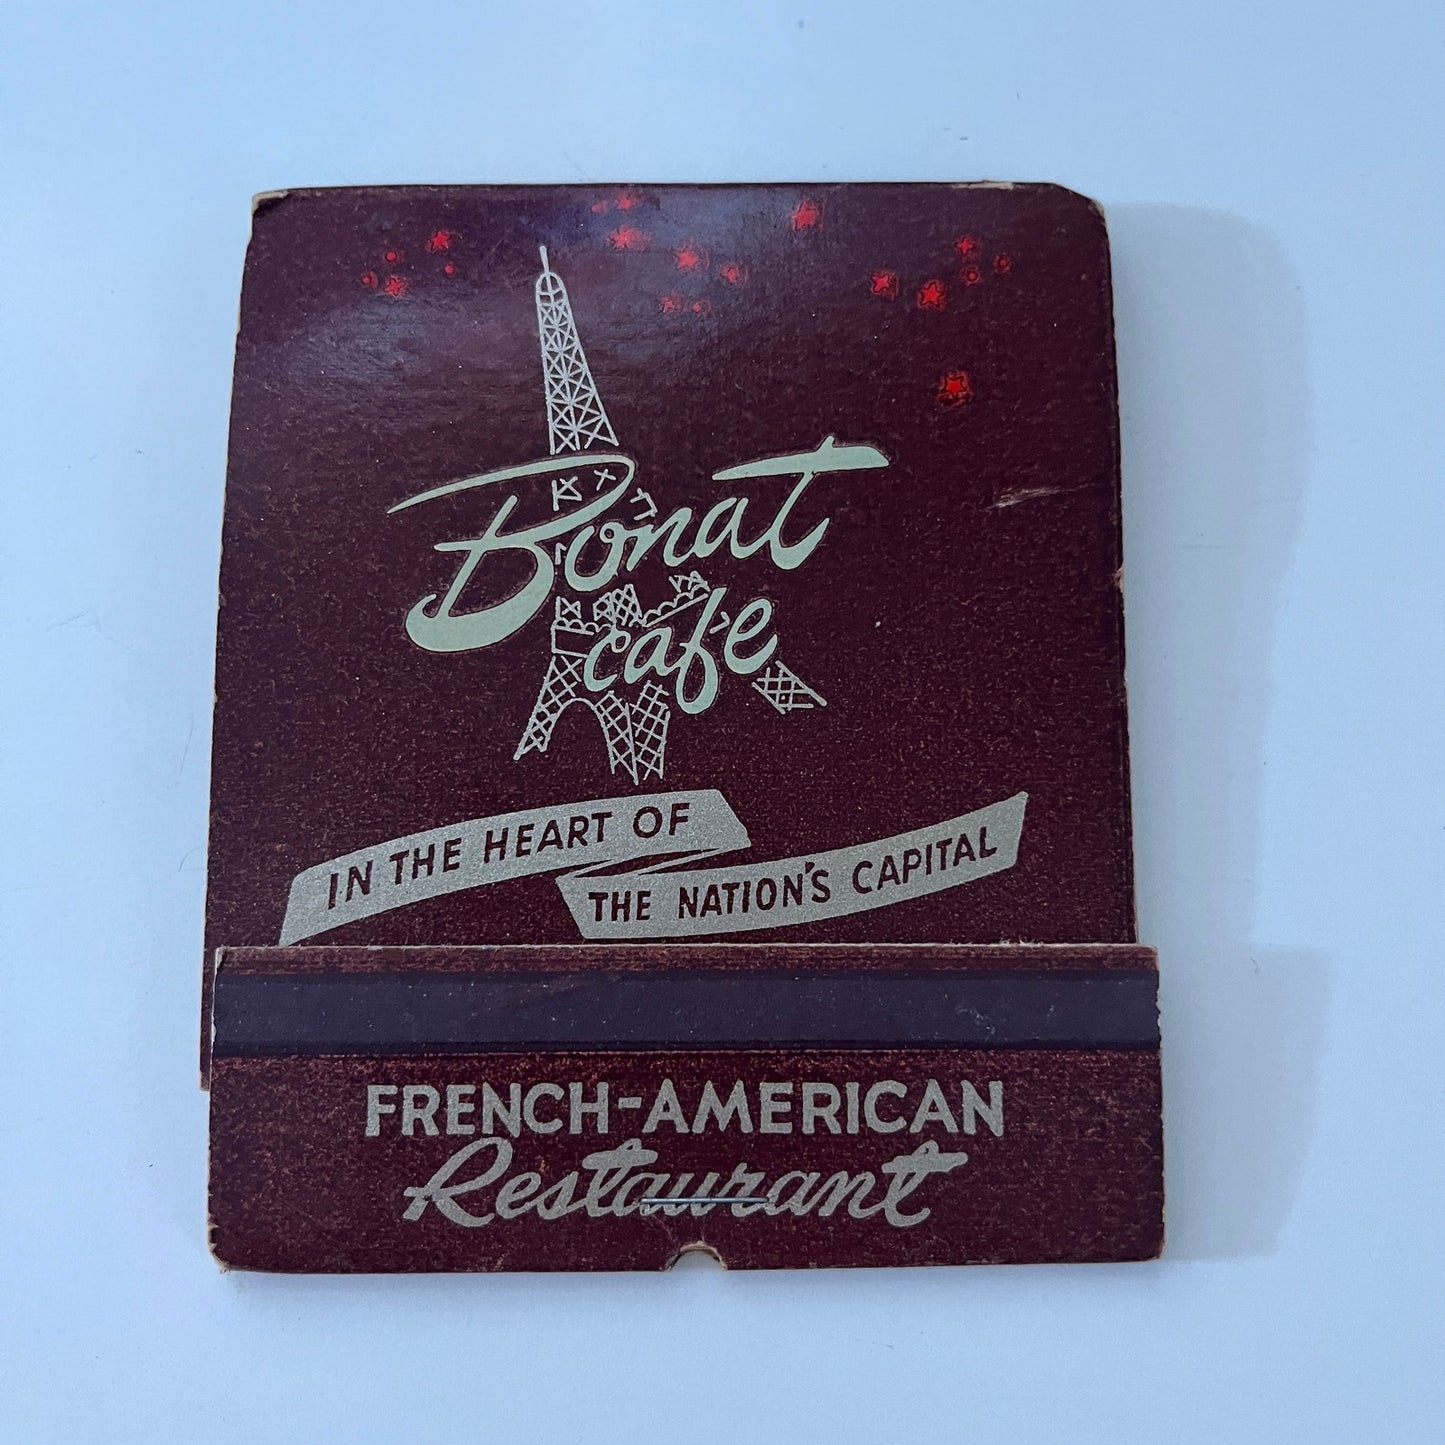 Bonat
cafe
IN THE HEART OF
THE NATION'S CAPITAL
FRENCH-AMERICAN
Restaurant